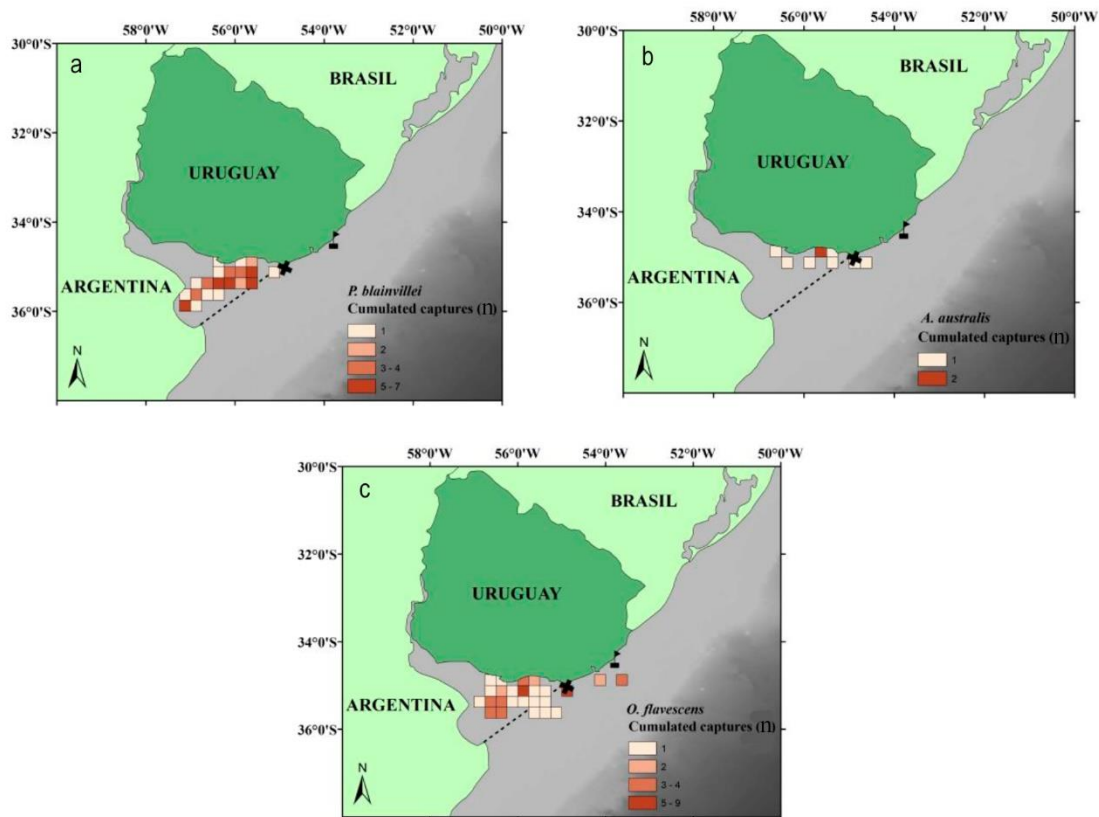 58°0'W 56°0'W 54°0'W 52°0'W 50°0'W
30°0'S
a
BRASIL
32°0'S
URUGUAY
34°0'S
ARGENTINA
36°0'S
P. blainvillei
Cumulated captures (n)
1
2
3 - 4
5 - 7
N
58°0'W 56°0'W 54°0'W 52°0'W 50°0'W
30°0'S
b
BRASIL
32°0'S
URUGUAY
34°0'S
ARGENTINA
36°0'S
A. australis
Cumulated captures (n)
1
2
N
58°0'W 56°0'W 54°0'W 52°0'W 50°0'W
30°0'S
c
BRASIL
32°0'S
URUGUAY
34°0'S
ARGENTINA
36°0'S
O. flavescens
Cumulated captures (n)
1
2
3 - 4
5 - 9
N